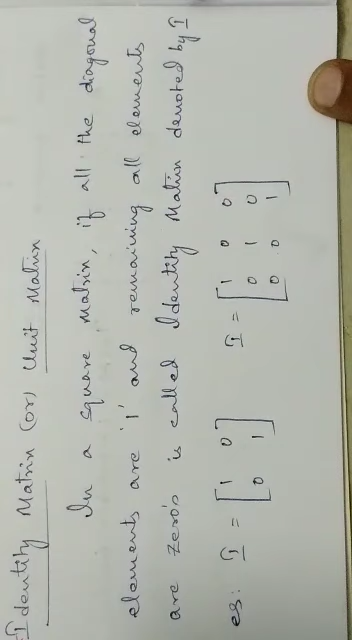 Identity Matrix (or) Unit Matrix
In a square Matrix, if all the diagonal
elements are '1' and remaining all elements
are zero's is called Identity Matrix denoted by I
eg: I = [1 0 I = [1 0 0
0 1] 0 1 0
0 0 1]